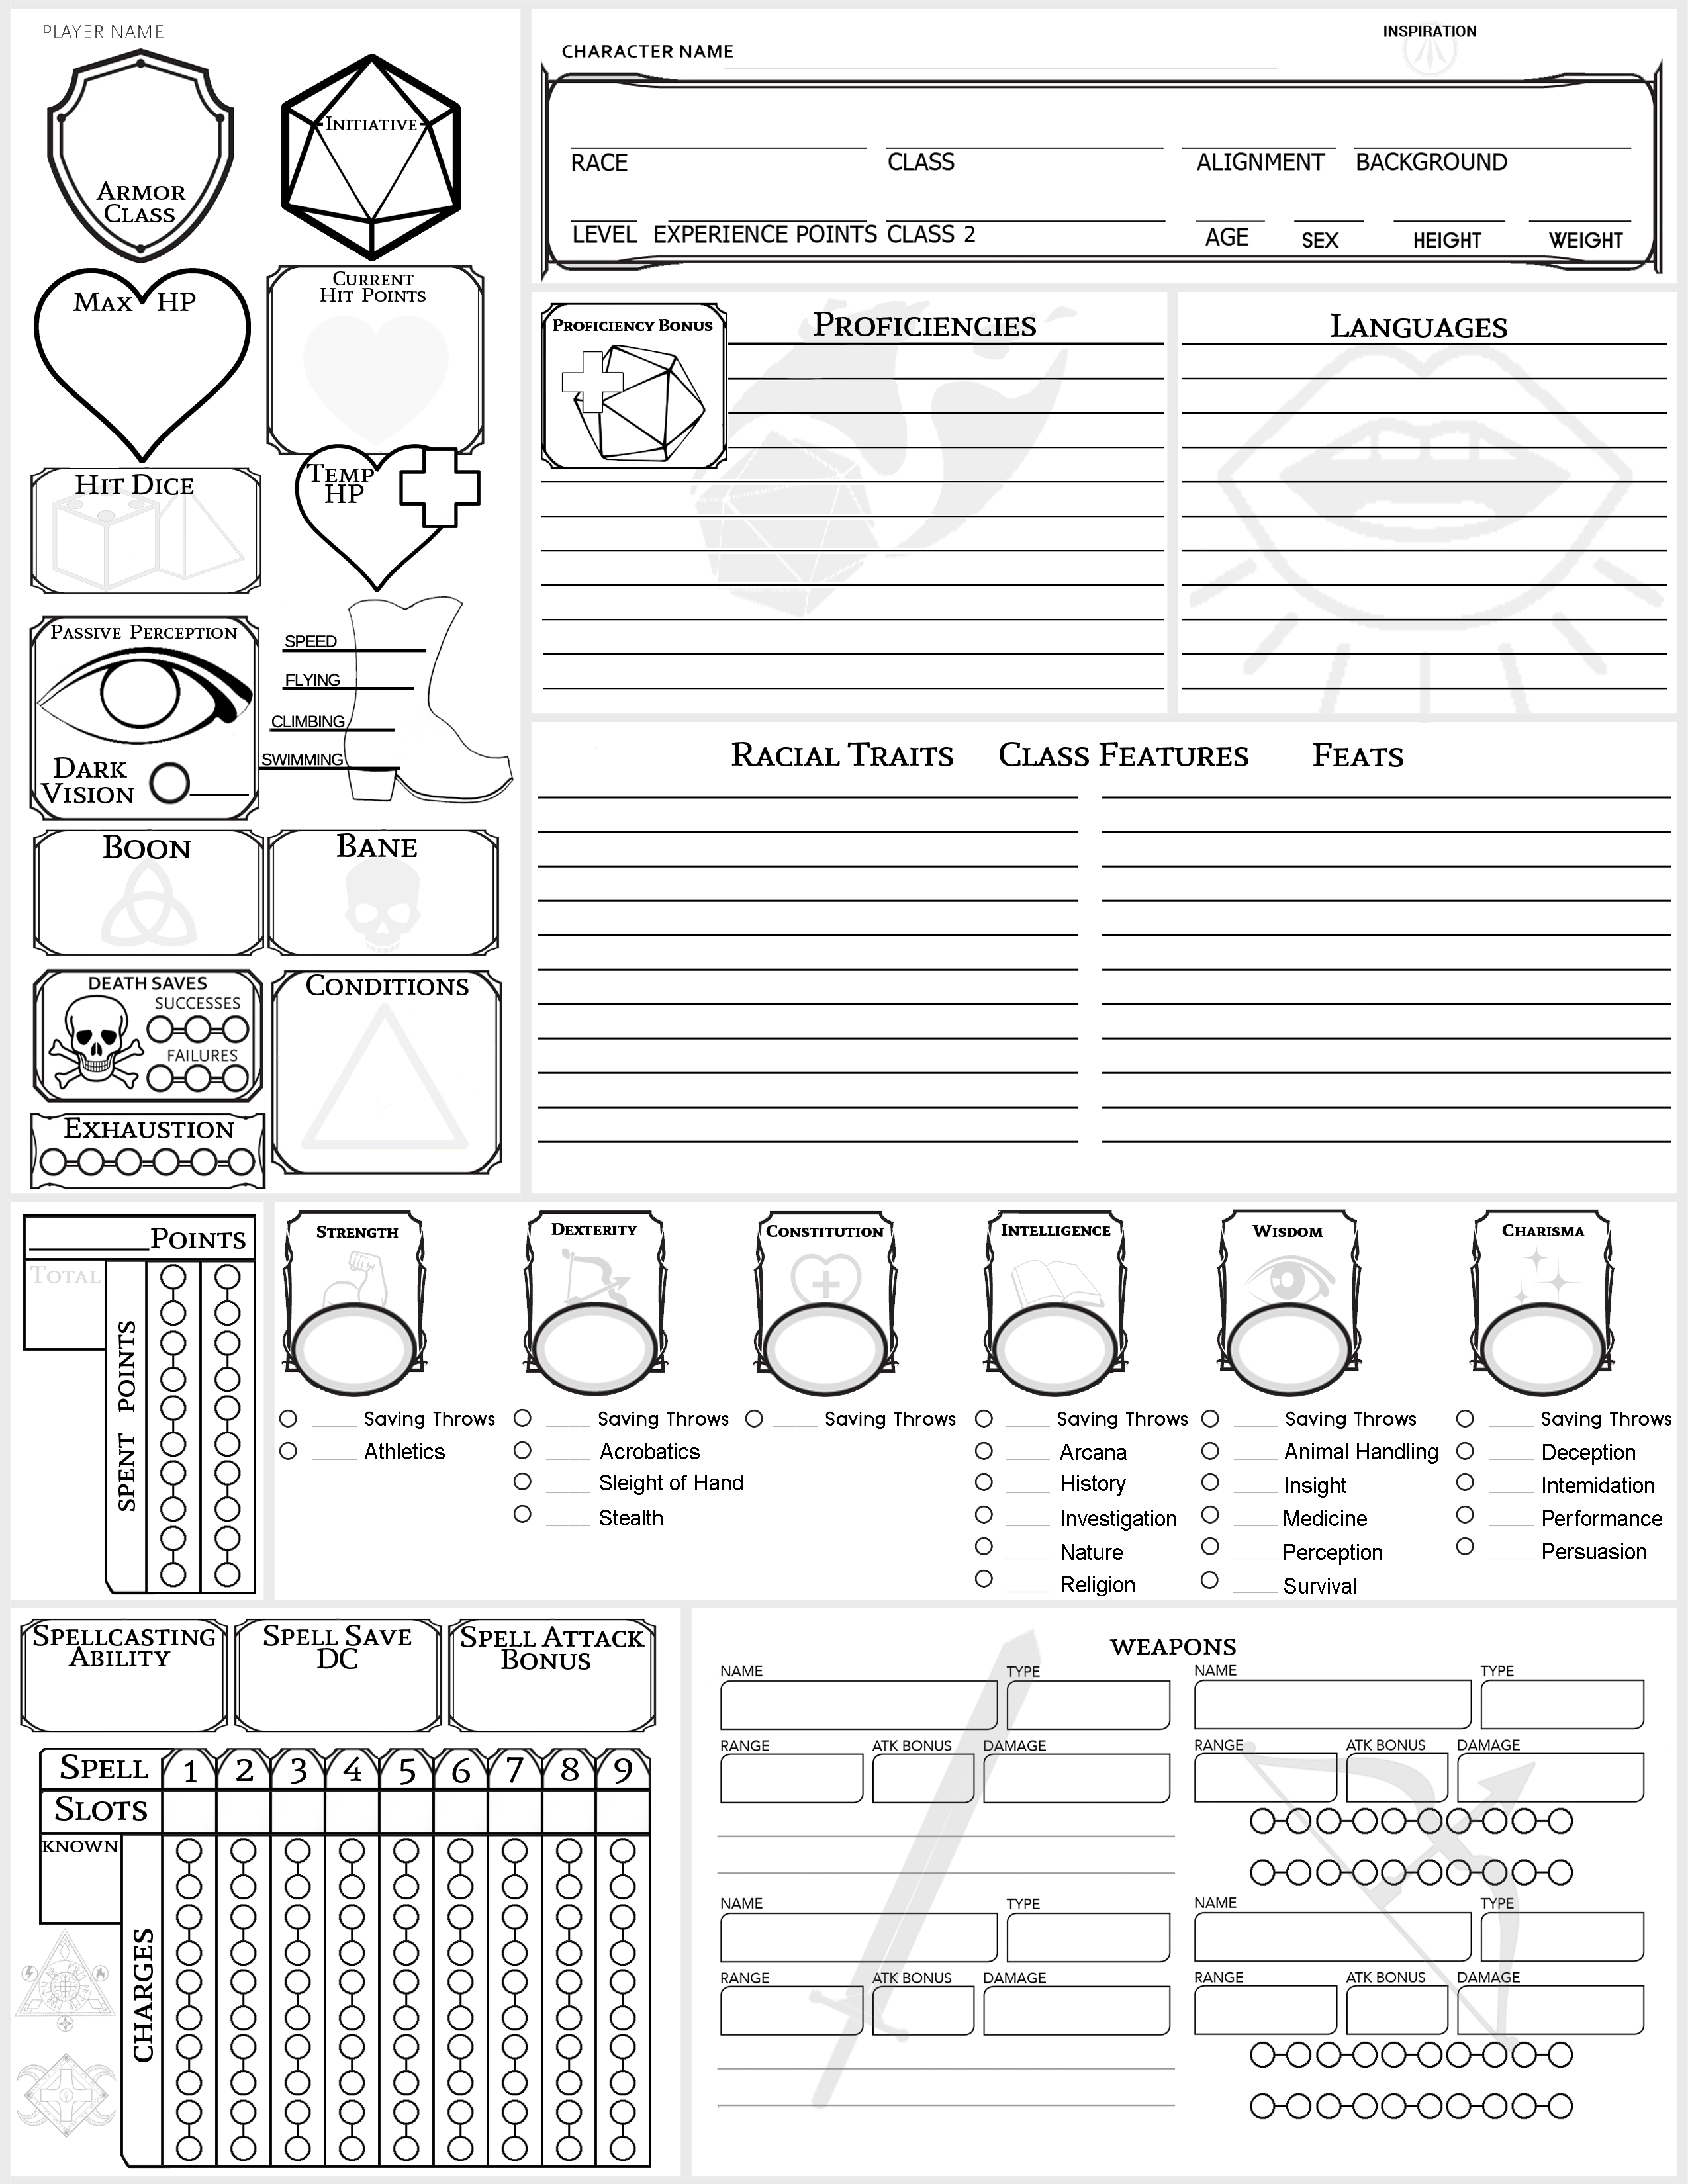 PLAYER NAME
ARMOR
CLASS
INITIATIVE
MAX HP
CURRENT
HIT POINTS
HIT DICE
TEMP
HP
PASSIVE PERCEPTION
DARK
VISION
SPEED
FLYING
CLIMBING
SWIMMING
BOON
BANE
DEATH SAVES
SUCCESSES
FAILURES
CONDITIONS
EXHAUSTION
CHARACTER NAME
INSPIRATION
RACE CLASS ALIGNMENT BACKGROUND
LEVEL EXPERIENCE POINTS CLASS 2 AGE SEX HEIGHT WEIGHT
PROFICIENCY BONUS
PROFICIENCIES
LANGUAGES
RACIAL TRAITS CLASS FEATURES FEATS
POINTS
TOTAL
SPENT POINTS
STRENGTH
Saving Throws
Athletics
DEXTERITY
Saving Throws
Acrobatics
Sleight of Hand
Stealth
CONSTITUTION
Saving Throws
INTELLIGENCE
Saving Throws
Arcana
History
Investigation
Nature
Religion
WISDOM
Saving Throws
Animal Handling
Insight
Medicine
Perception
Survival
CHARISMA
Saving Throws
Deception
Intemidation
Performance
Persuasion
SPELLCASTING
ABILITY
SPELL SAVE
DC
SPELL ATTACK
BONUS
SPELL 1 2 3 4 5 6 7 8 9
SLOTS
KNOWN
CHARGES
WEAPONS
NAME TYPE NAME TYPE
RANGE ATK BONUS DAMAGE RANGE ATK BONUS DAMAGE
NAME TYPE NAME TYPE
RANGE ATK BONUS DAMAGE RANGE ATK BONUS DAMAGE